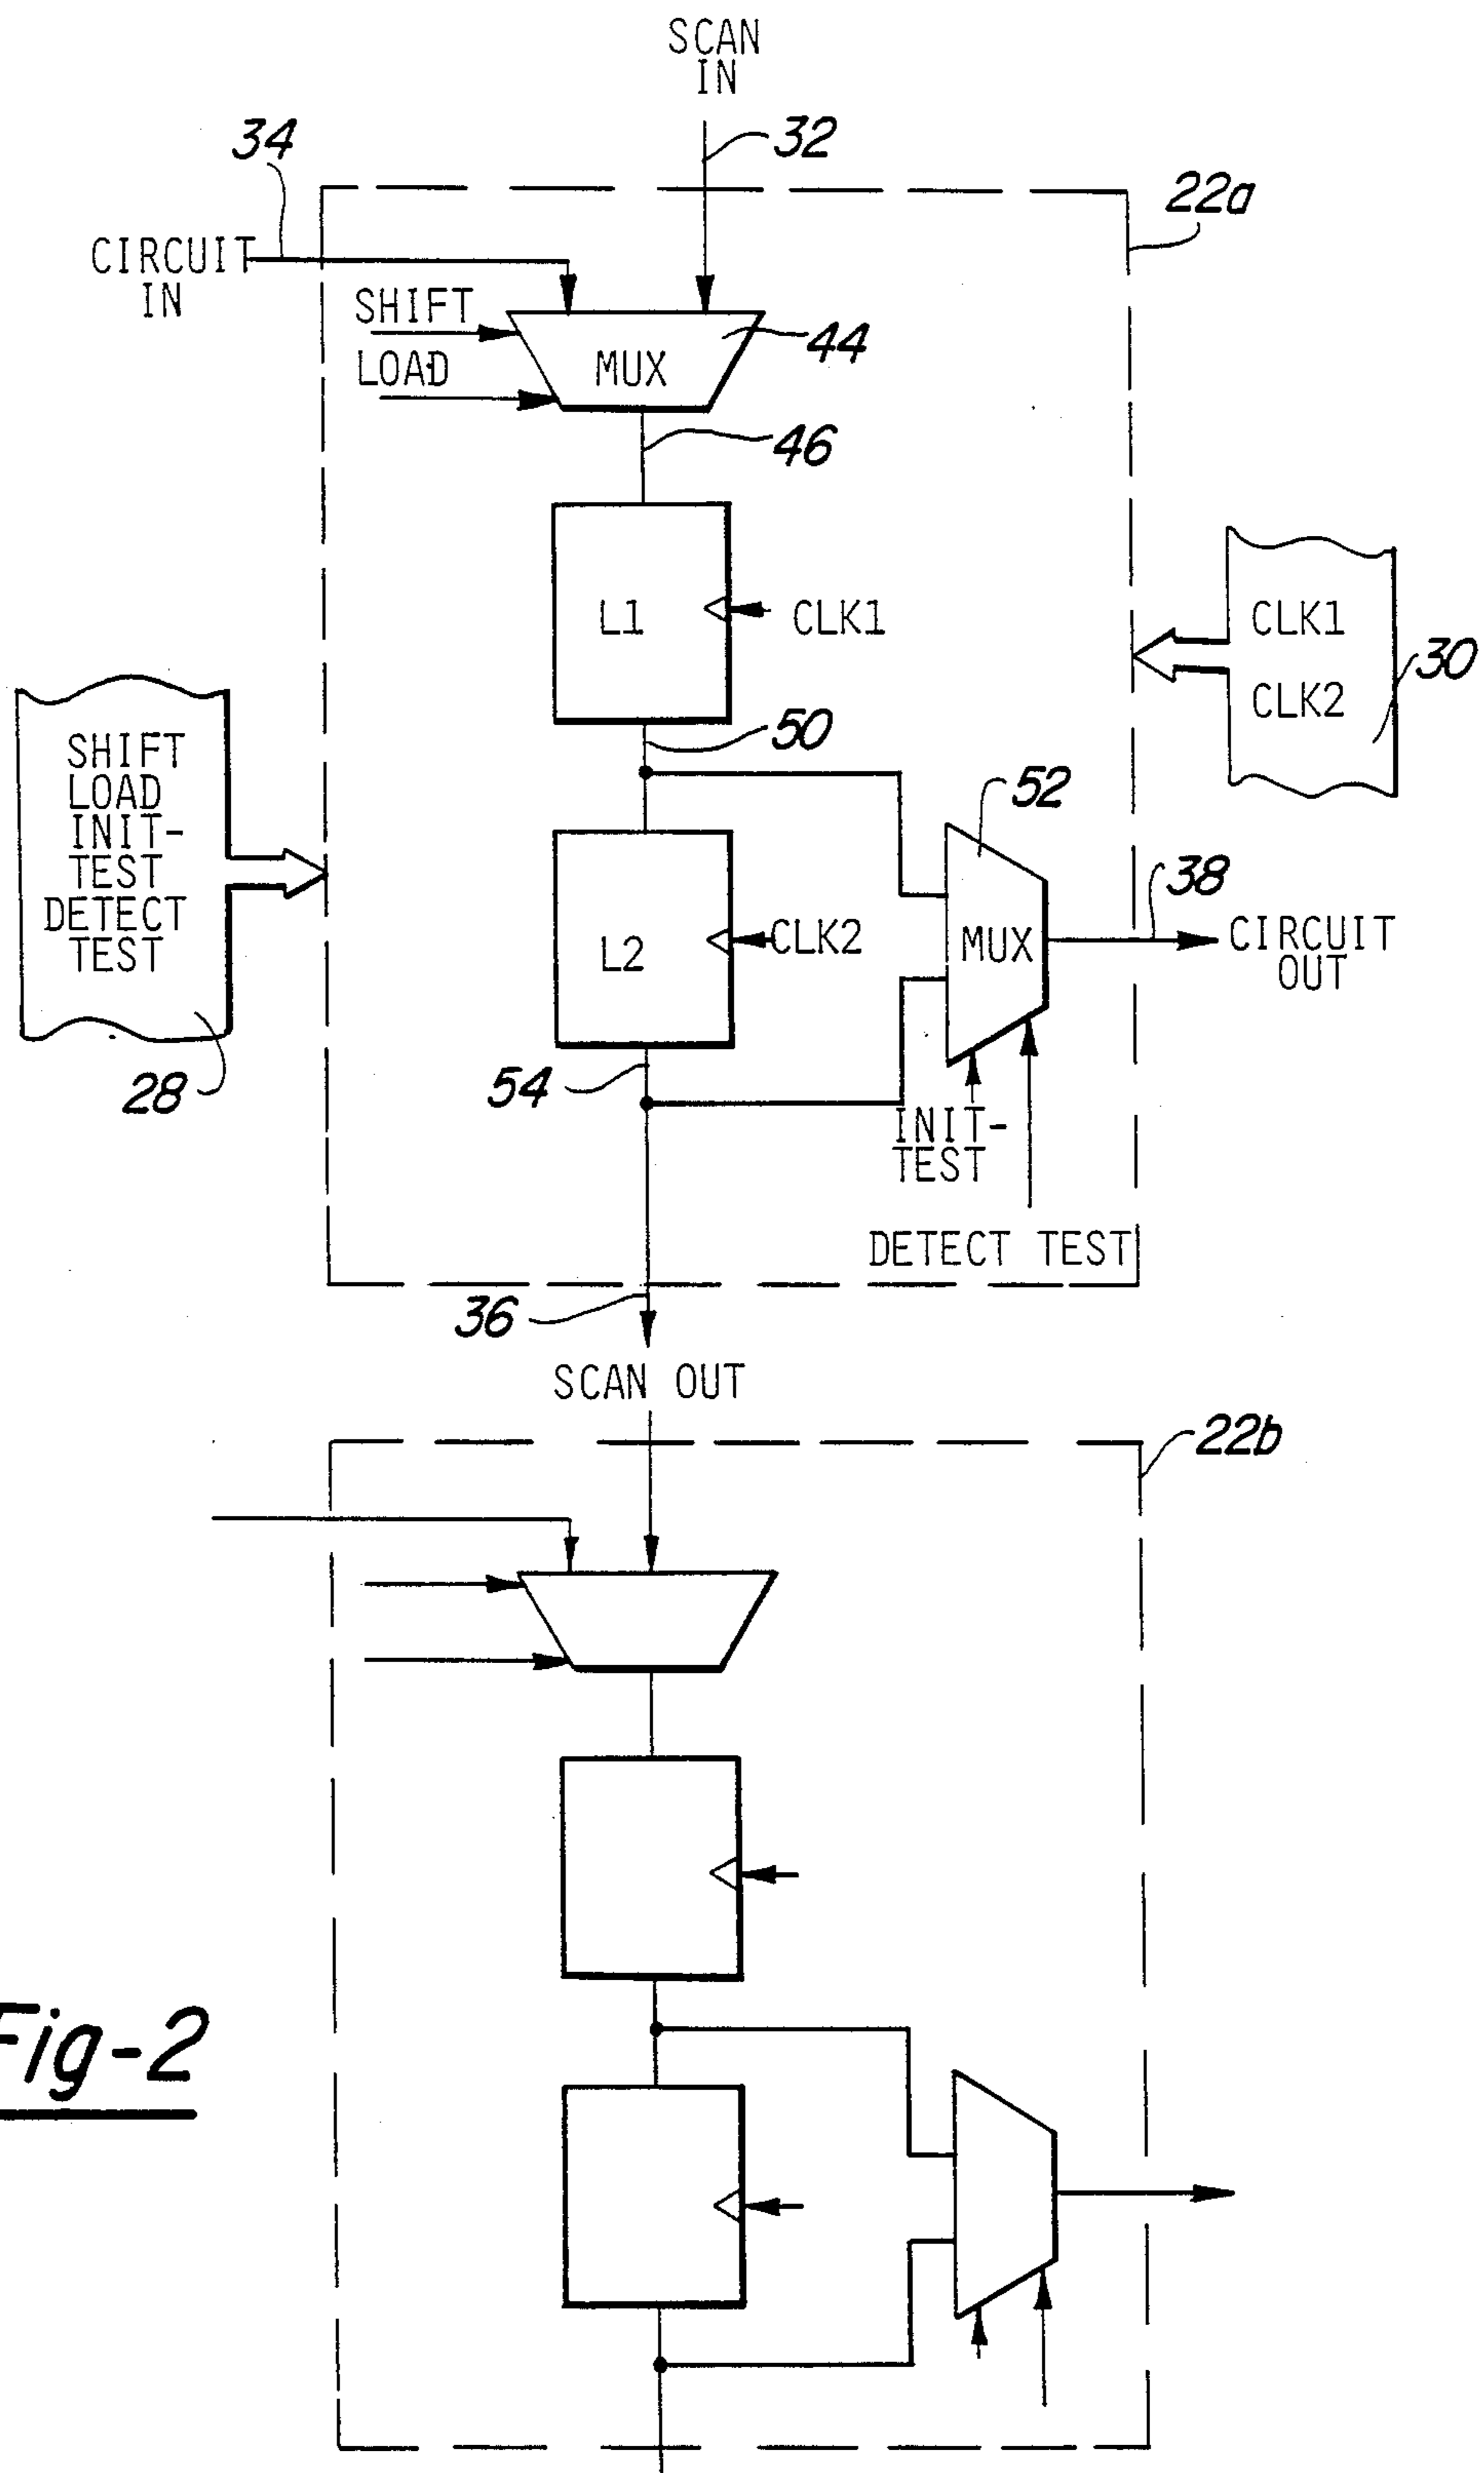 SCAN
IN
32
34
22a
CIRCUIT
IN
SHIFT
LOAD
MUX
44
46
L1
CLK1
CLK1
CLK2
30
50
SHIFT
LOAD
INIT-
TEST
DETECT
TEST
28
52
L2
CLK2
MUX
38
CIRCUIT
OUT
54
INIT-
TEST
DETECT TEST
36
SCAN OUT
22b
Fig-2